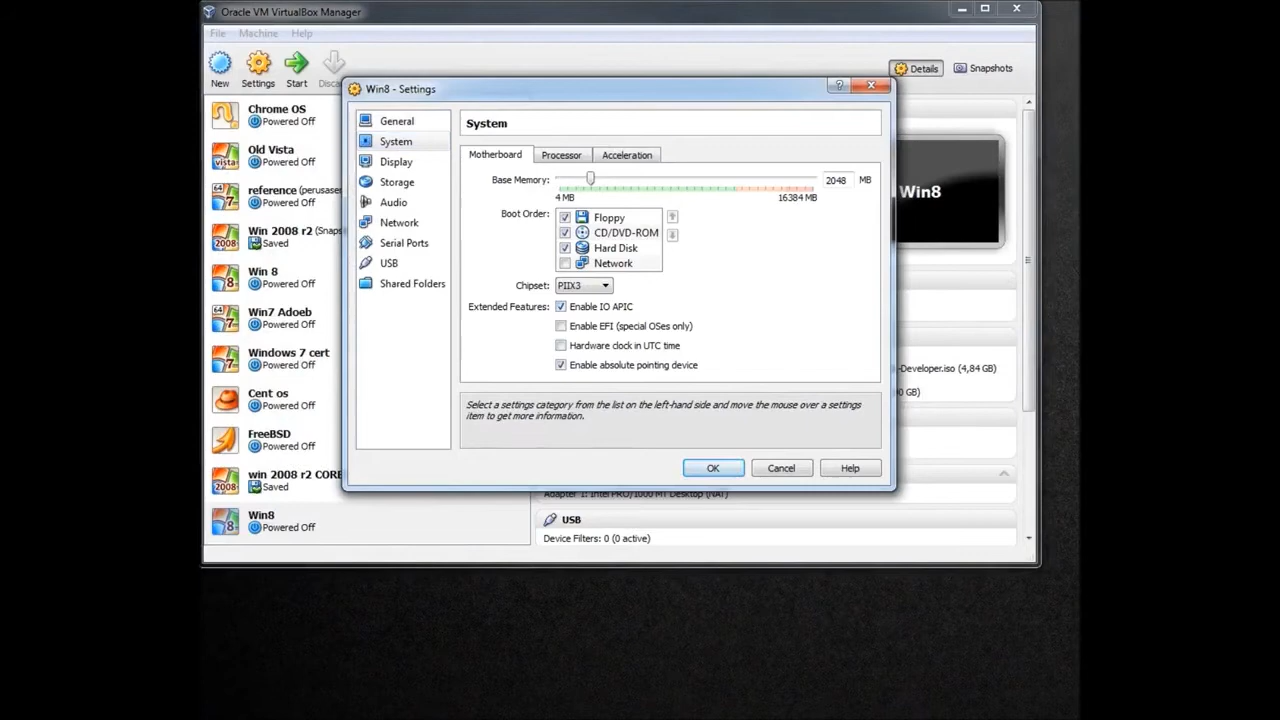 Oracle VM VirtualBox Manager
File Machine Help
New Settings Start Disca
Details Snapshots
Chrome OS
Powered Off
Old Vista
Powered Off
reference (perusases
Powered Off
Win 2008 r2 (Snaps
Saved
Win 8
Powered Off
Win7 Adoeb
Powered Off
Windows 7 cert
Powered Off
Cent os
Powered Off
FreeBSD
Powered Off
win 2008 r2 CORE
Saved
Win8
Powered Off
Win8 - Settings
General
System
Display
Storage
Audio
Network
Serial Ports
USB
Shared Folders
System
Motherboard Processor Acceleration
Base Memory: 2048 MB
4 MB 16384 MB
Boot Order: Floppy
CD/DVD-ROM
Hard Disk
Network
Chipset: PIIX3
Extended Features: Enable IO APIC
Enable EFI (special OSes only)
Hardware clock in UTC time
Enable absolute pointing device
Select a settings category from the list on the left-hand side and move the mouse over a settings
item to get more information.
OK Cancel Help
Win8
-Developer.iso (4,84 GB)
0 GB)
Adapter 1: Intel PRO/1000 MT Desktop (NAT)
USB
Device Filters: 0 (0 active)